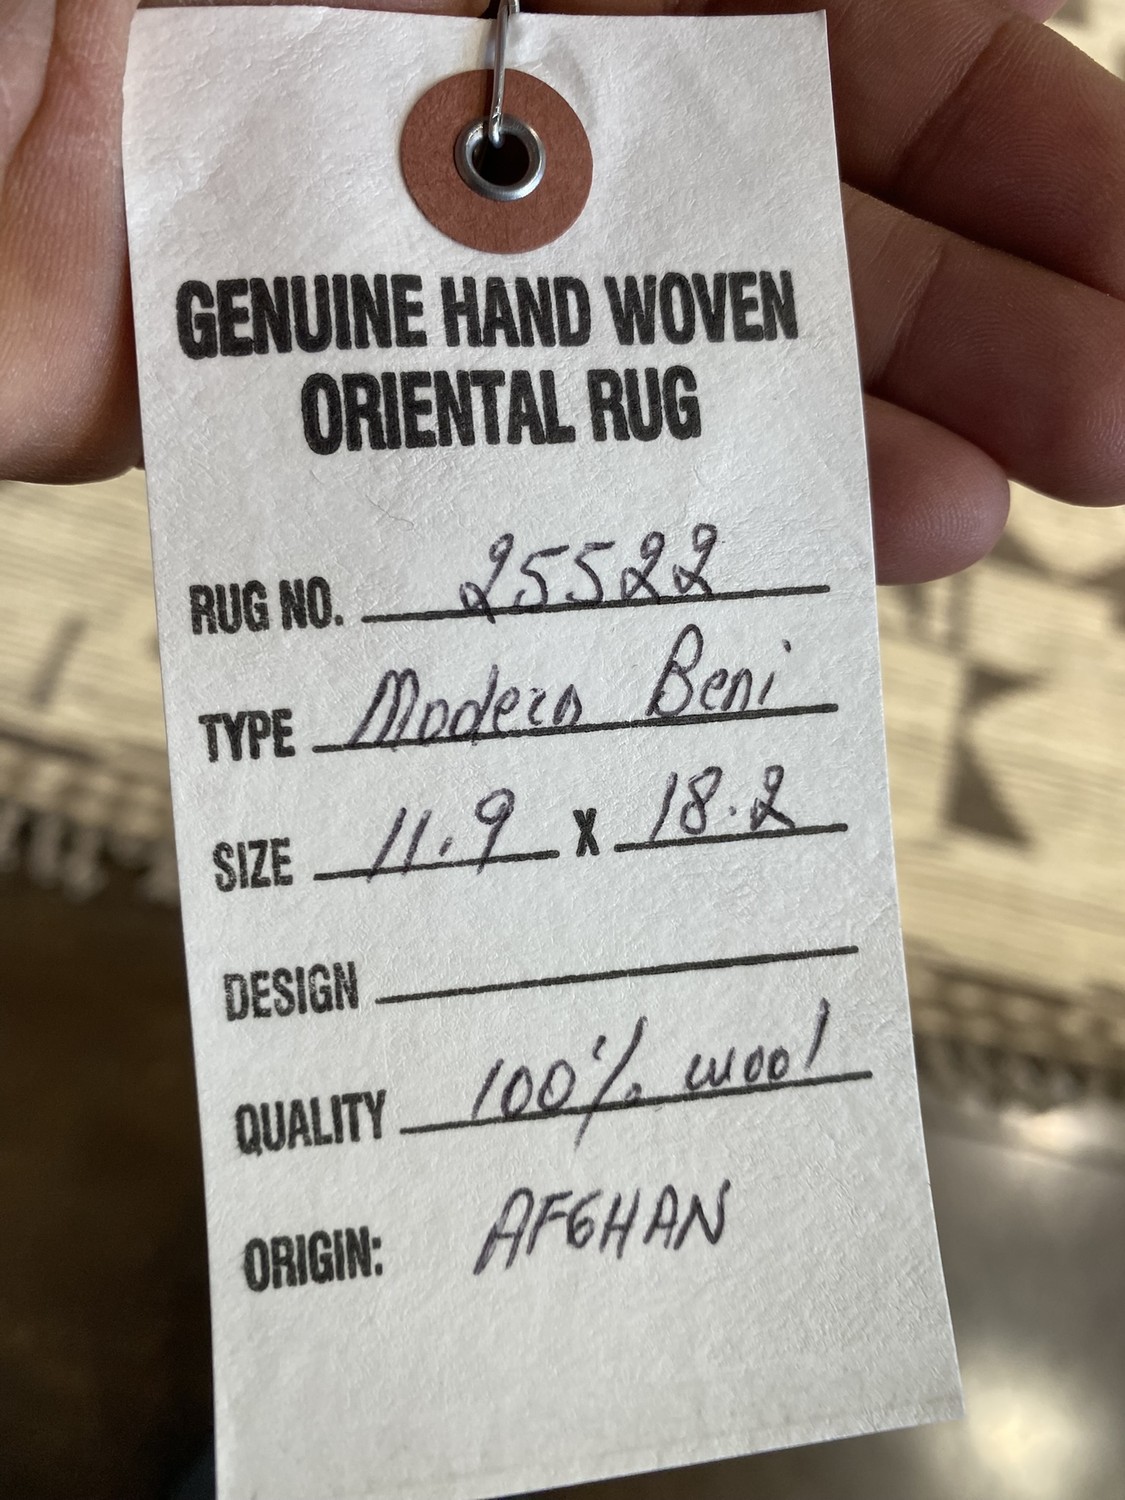 GENUINE HAND WOVEN
ORIENTAL RUG
RUG NO. 25522
TYPE Modern Beni
SIZE 11.9 X 18.2
DESIGN
QUALITY 100% wool
ORIGIN: AFGHAN